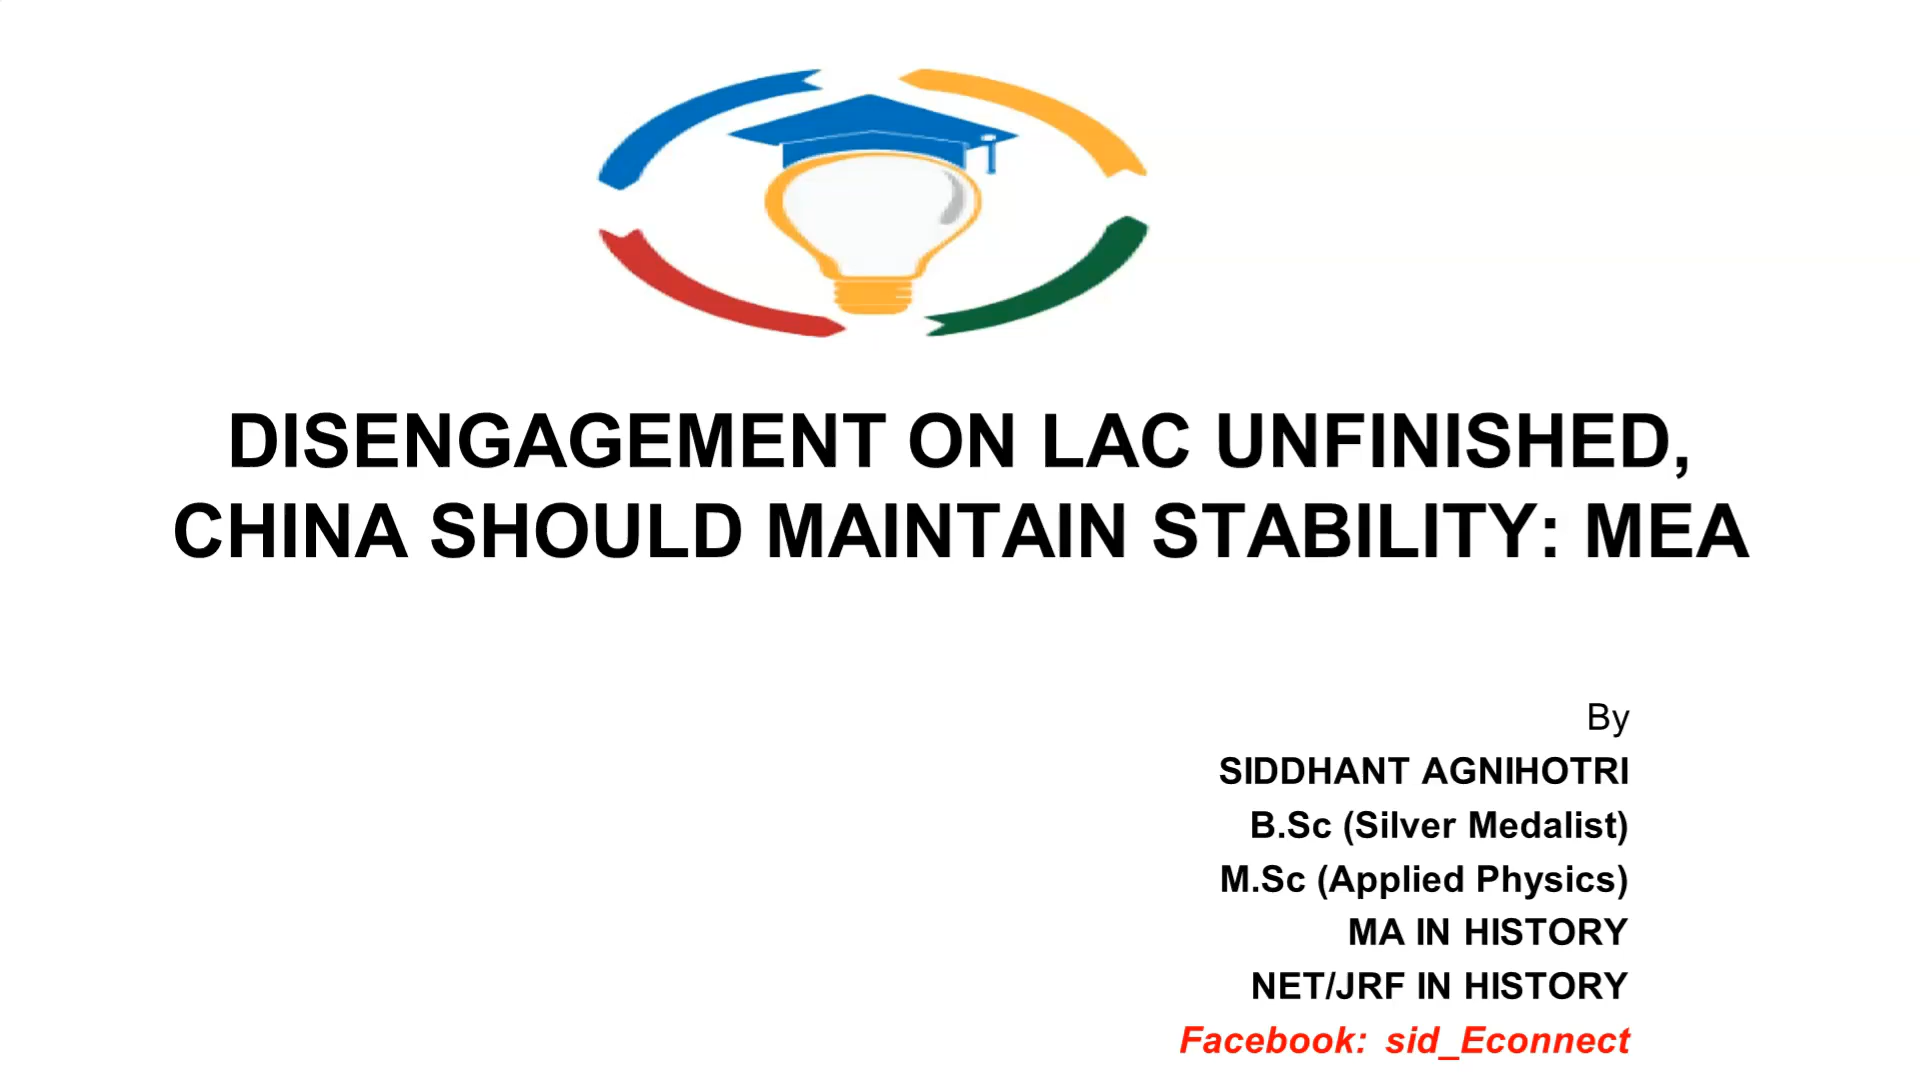 DISENGAGEMENT ON LAC UNFINISHED,
CHINA SHOULD MAINTAIN STABILITY: MEA
By
SIDDHANT AGNIHOTRI
B.Sc (Silver Medalist)
M.Sc (Applied Physics)
MA IN HISTORY
NET/JRF IN HISTORY
Facebook: sid_Econnect